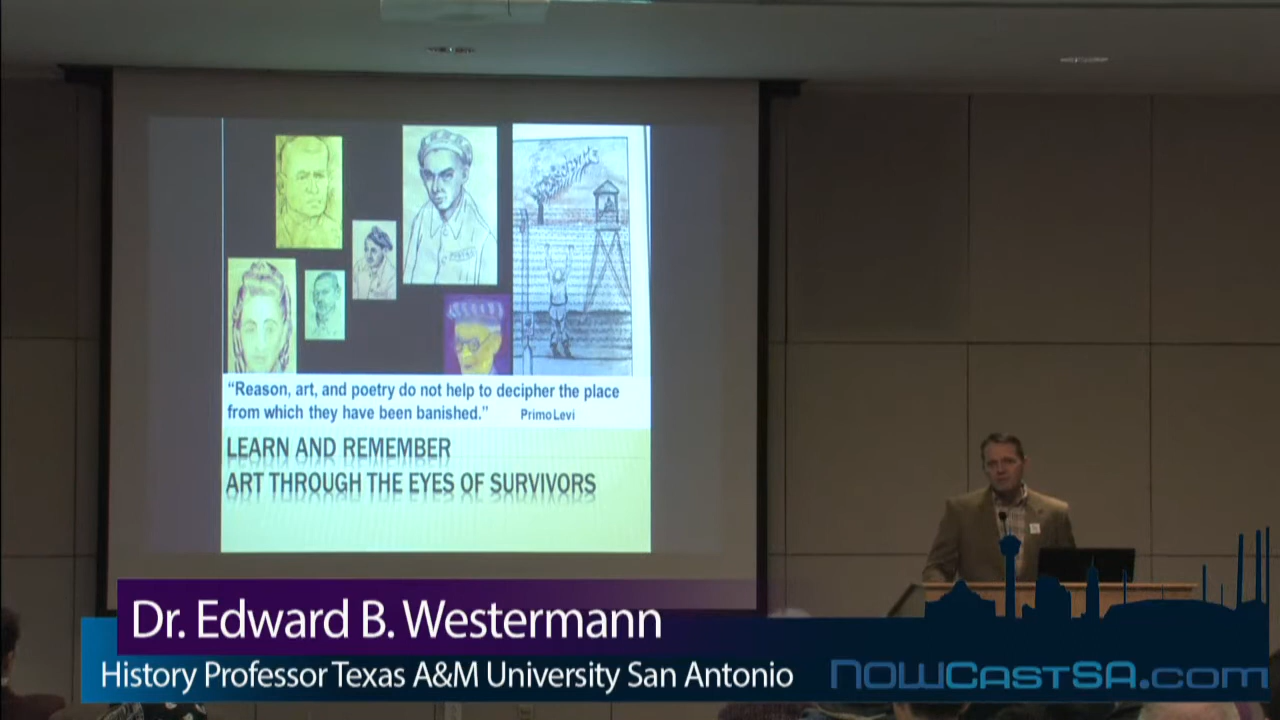 "Reason, art, and poetry do not help to decipher the place
from which they have been banished." Primo Levi
LEARN AND REMEMBER
ART THROUGH THE EYES OF SURVIVORS
Dr. Edward B. Westermann
History Professor Texas A&M University San Antonio
NOWCASTSA.com